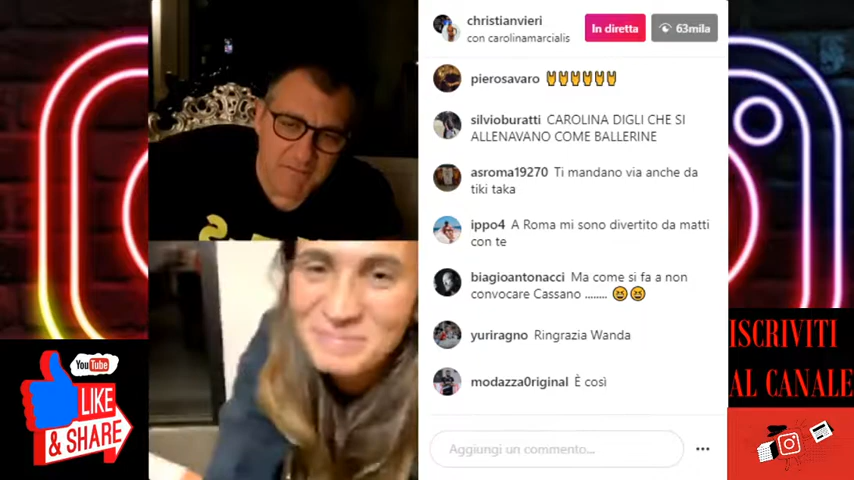 christianvieri
con carolinamarcialis
In diretta
63mila
pierosavaro 🤘🤘🤘🤘🤘🤘
silvioburatti CAROLINA DIGLI CHE SI
ALLENAVANO COME BALLERINE
asroma19270 Ti mandano via anche da
tiki taka
ippo4 A Roma mi sono divertito da matti
con te
biagioantonacci Ma come si fa a non
convocare Cassano ........ 😆😆
yuriragno Ringrazia Wanda
modazza0riginal È così
Aggiungi un commento...
YouTube
LIKE
& SHARE
ISCRIVITI
AL CANALE